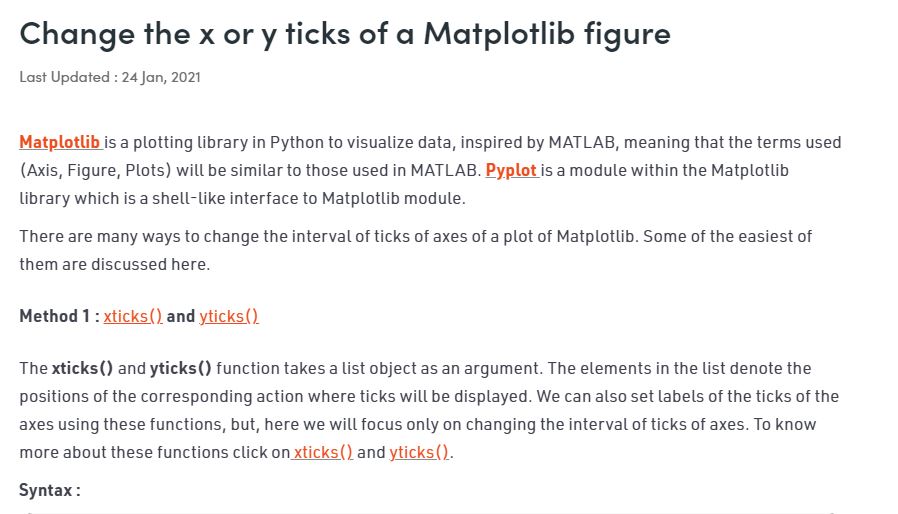 Change the x or y ticks of a Matplotlib figure
Last Updated : 24 Jan, 2021
Matplotlib is a plotting library in Python to visualize data, inspired by MATLAB, meaning that the terms used
(Axis, Figure, Plots) will be similar to those used in MATLAB. Pyplot is a module within the Matplotlib
library which is a shell-like interface to Matplotlib module.
There are many ways to change the interval of ticks of axes of a plot of Matplotlib. Some of the easiest of
them are discussed here.
Method 1 : xticks() and yticks()
The xticks() and yticks() function takes a list object as an argument. The elements in the list denote the
positions of the corresponding action where ticks will be displayed. We can also set labels of the ticks of the
axes using these functions, but, here we will focus only on changing the interval of ticks of axes. To know
more about these functions click on xticks() and yticks().
Syntax :